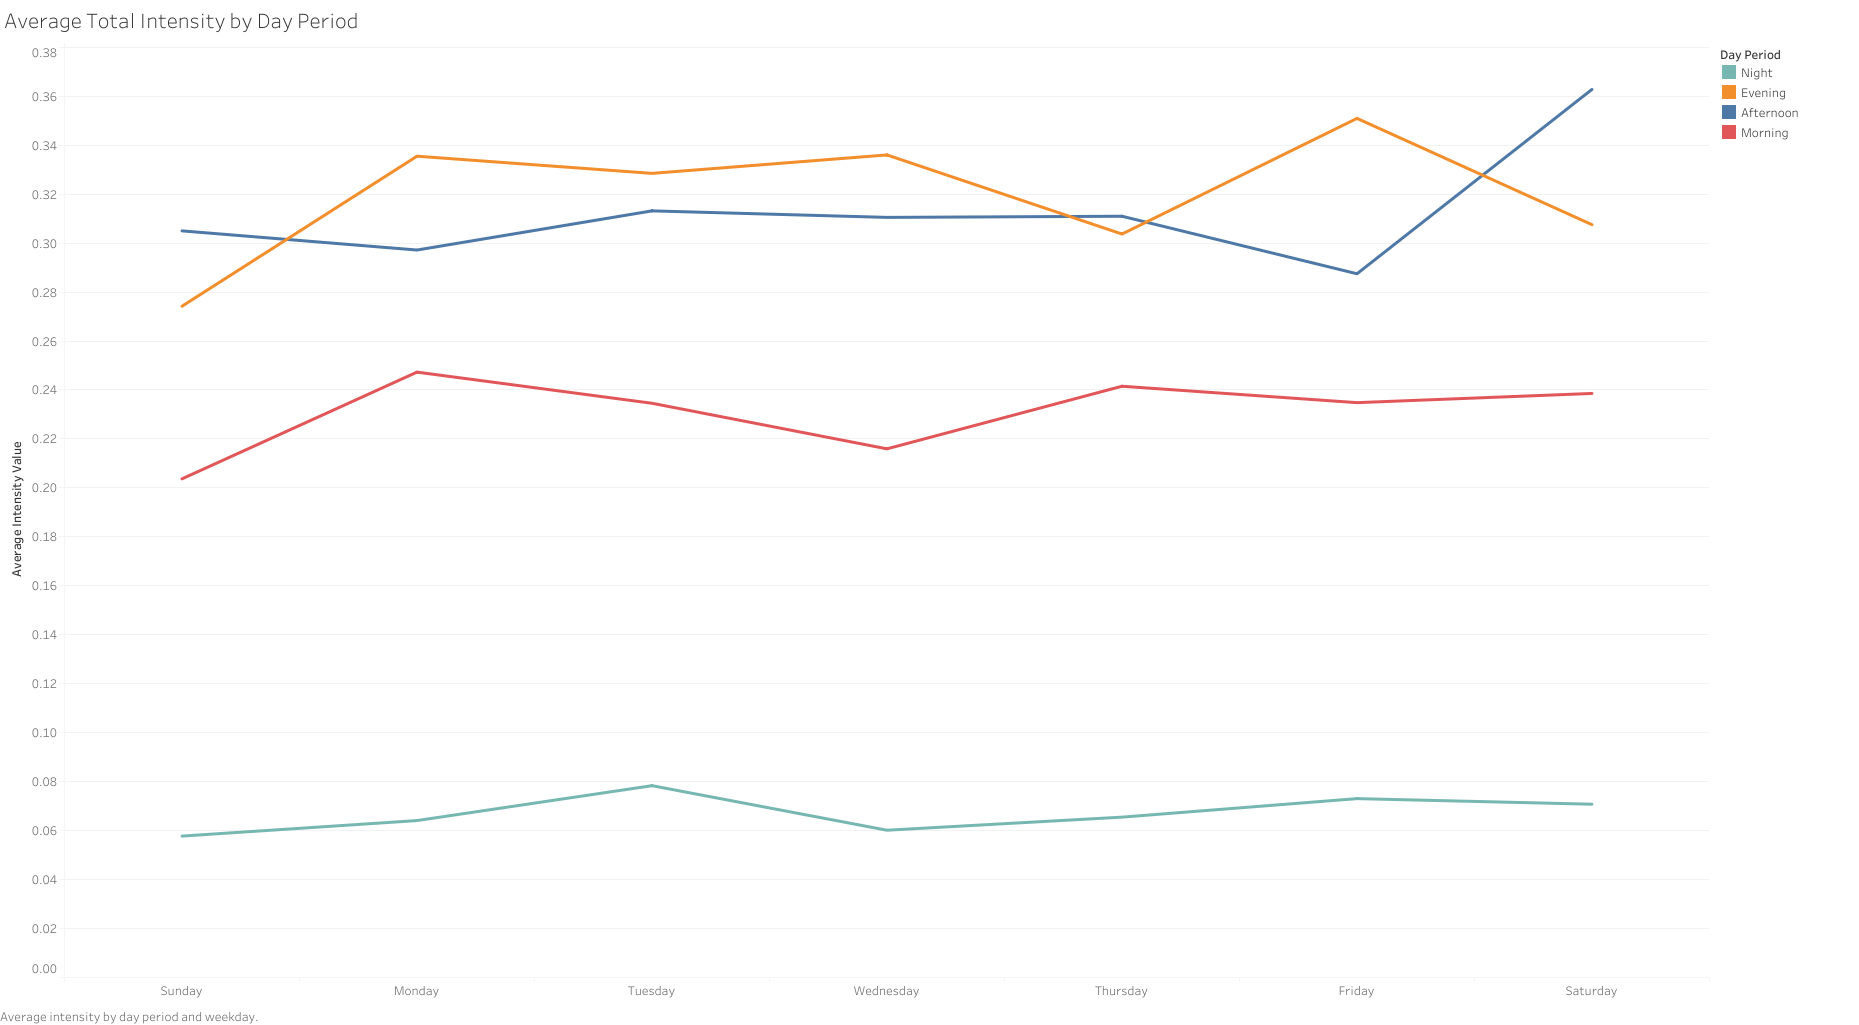 Average Total Intensity by Day Period
0.38
0.36
0.34
0.32
0.30
0.28
0.26
0.24
0.22
0.20
0.18
0.16
0.14
0.12
0.10
0.08
0.06
0.04
0.02
0.00
Average Intensity Value
Sunday
Monday
Tuesday
Wednesday
Thursday
Friday
Saturday
Day Period
Night
Evening
Afternoon
Morning
Average intensity by day period and weekday.